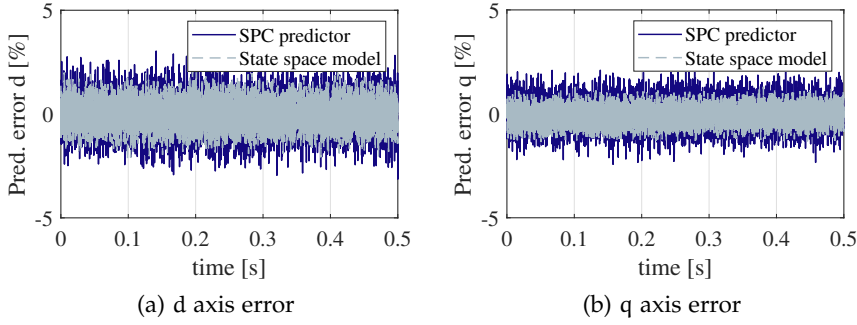 5
0
-5
Pred. error d [%]
SPC predictor
State space model
0 0.1 0.2 0.3 0.4 0.5
time [s]
(a) d axis error
5
0
-5
Pred. error q [%]
SPC predictor
State space model
0 0.1 0.2 0.3 0.4 0.5
time [s]
(b) q axis error